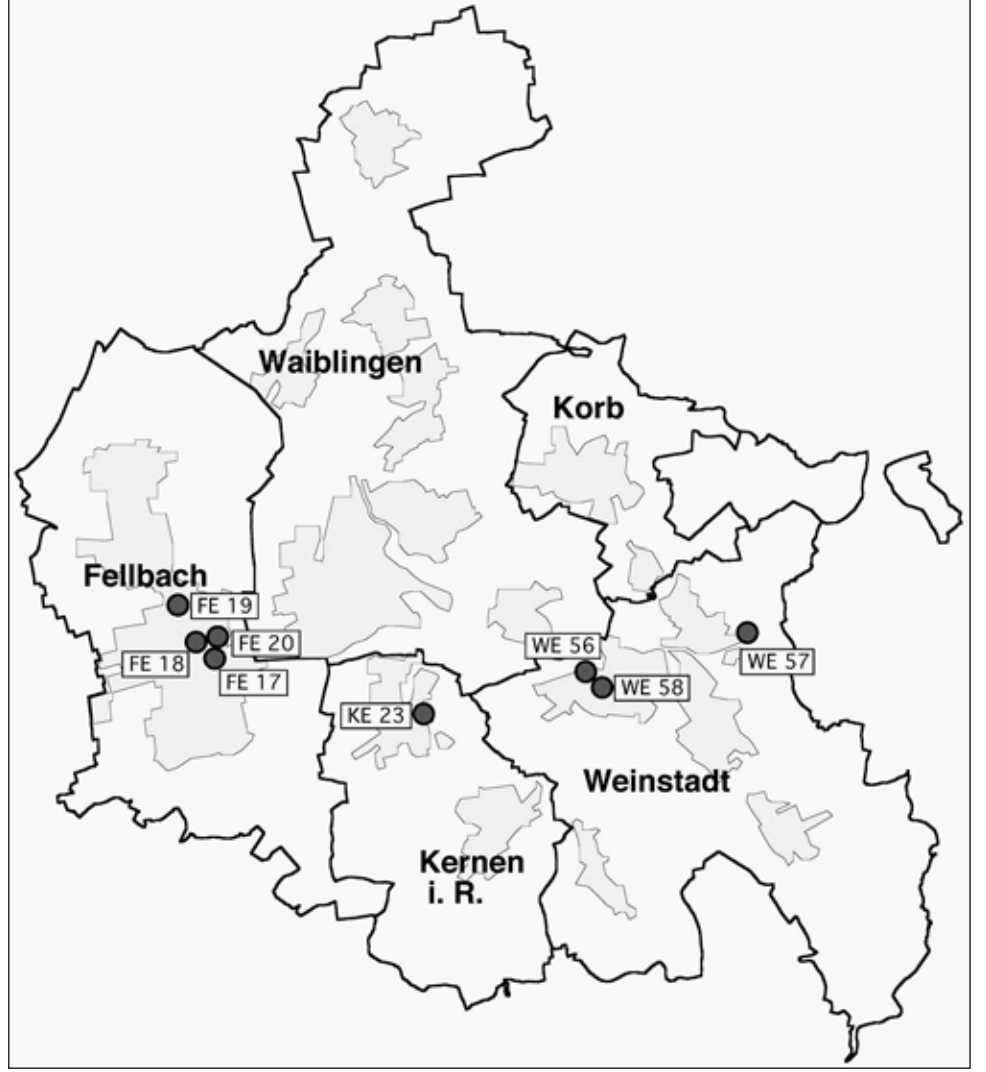 Waiblingen
Korb
Fellbach
FE 19
FE 20
FE 18
FE 17
WE 56
WE 57
WE 58
KE 23
Weinstadt
Kernen
i. R.